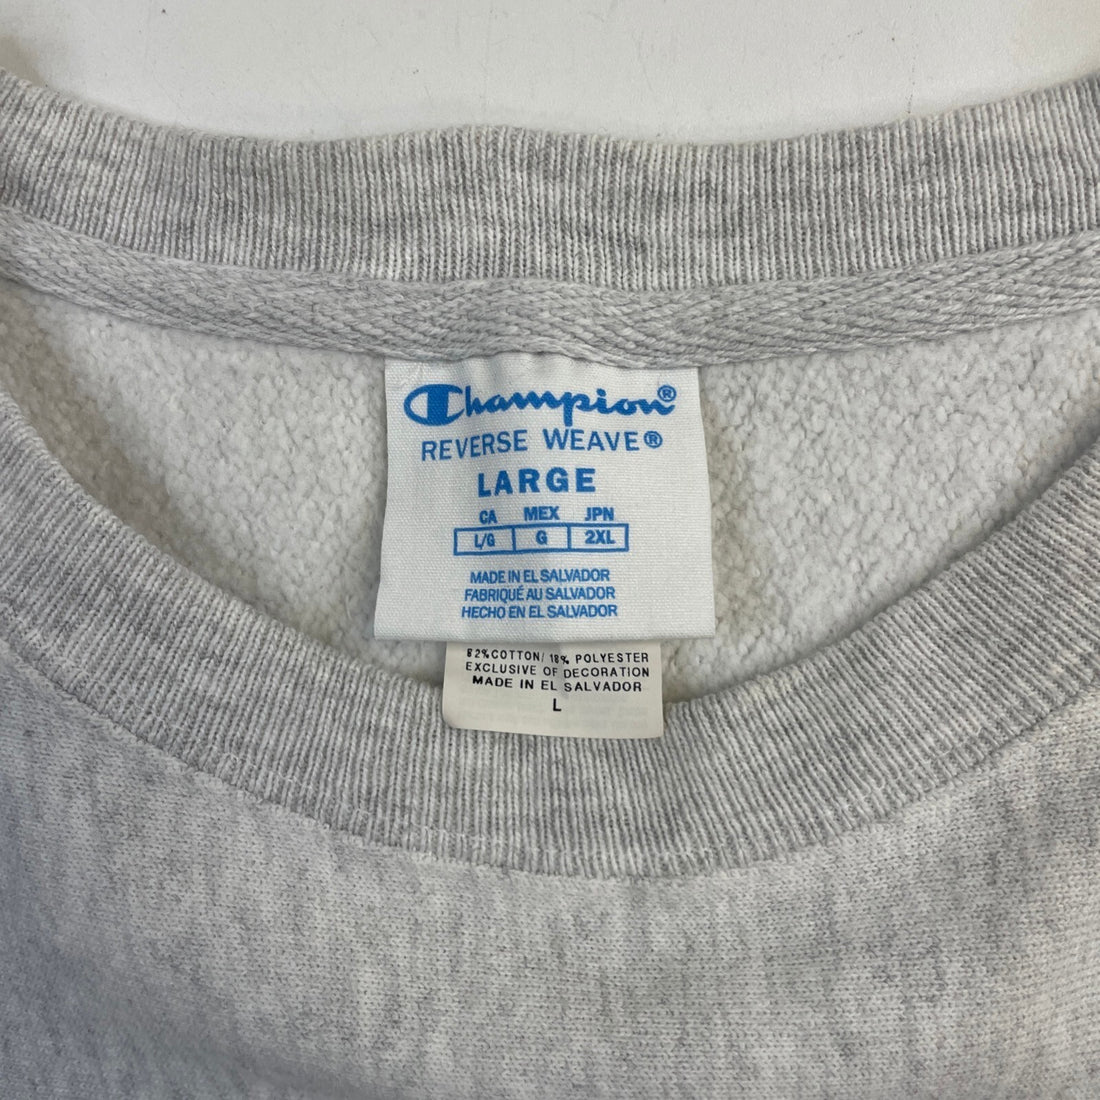 Champion®
REVERSE WEAVE®
LARGE
CA MEX JPN
L/G G 2XL
MADE IN EL SALVADOR
FABRIQUÉ AU SALVADOR
HECHO EN EL SALVADOR
82%COTTON/ 18% POLYESTER
EXCLUSIVE OF DECORATION
MADE IN EL SALVADOR
L